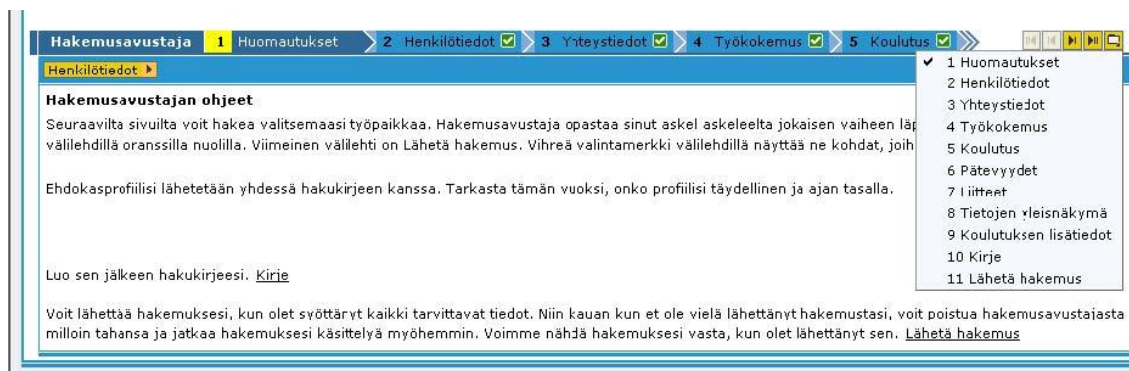 Hakemusavustaja 1 Huomautukset 2 Henkilötiedot 3 Yhteystiedot 4 Työkokemus 5 Koulutus
Henkilötiedot
✔ 1 Huomautukset
2 Henkilötiedot
3 Yhteystiedot
4 Työkokemus
5 Koulutus
6 Pätevyydet
7 Liitteet
8 Tietojen yleisnäkymä
9 Koulutuksen lisätiedot
10 Kirje
11 Lähetä hakemus
Hakemusavustajan ohjeet
Seuraavilta sivuilta voit hakea valitsemaasi työpaikkaa. Hakemusavustaja opastaa sinut askel askeleelta jokaisen vaiheen
välilehdillä oranssilla nuolilla. Viimeinen välilehti on Lähetä hakemus. Vihreä valintamerkki välilehdillä näyttää ne kohdat,
Ehdokasprofiilisi lähetetään yhdessä hakukirjeen kanssa. Tarkasta tämän vuoksi, onko profiilisi täydellinen ja ajan tasalla.
Luo sen jälkeen hakukirjeesi. Kirje
Voit lähettää hakemuksesi, kun olet syöttänyt kaikki tarvittavat tiedot. Niin kauan kun et ole vielä lähettänyt hakemustasi, voit poistua hakemusavustajasta
milloin tahansa ja jatkaa hakemuksesi käsittelyä myöhemmin. Voimme nähdä hakemuksesi vasta, kun olet lähettänyt sen. Lähetä hakemus